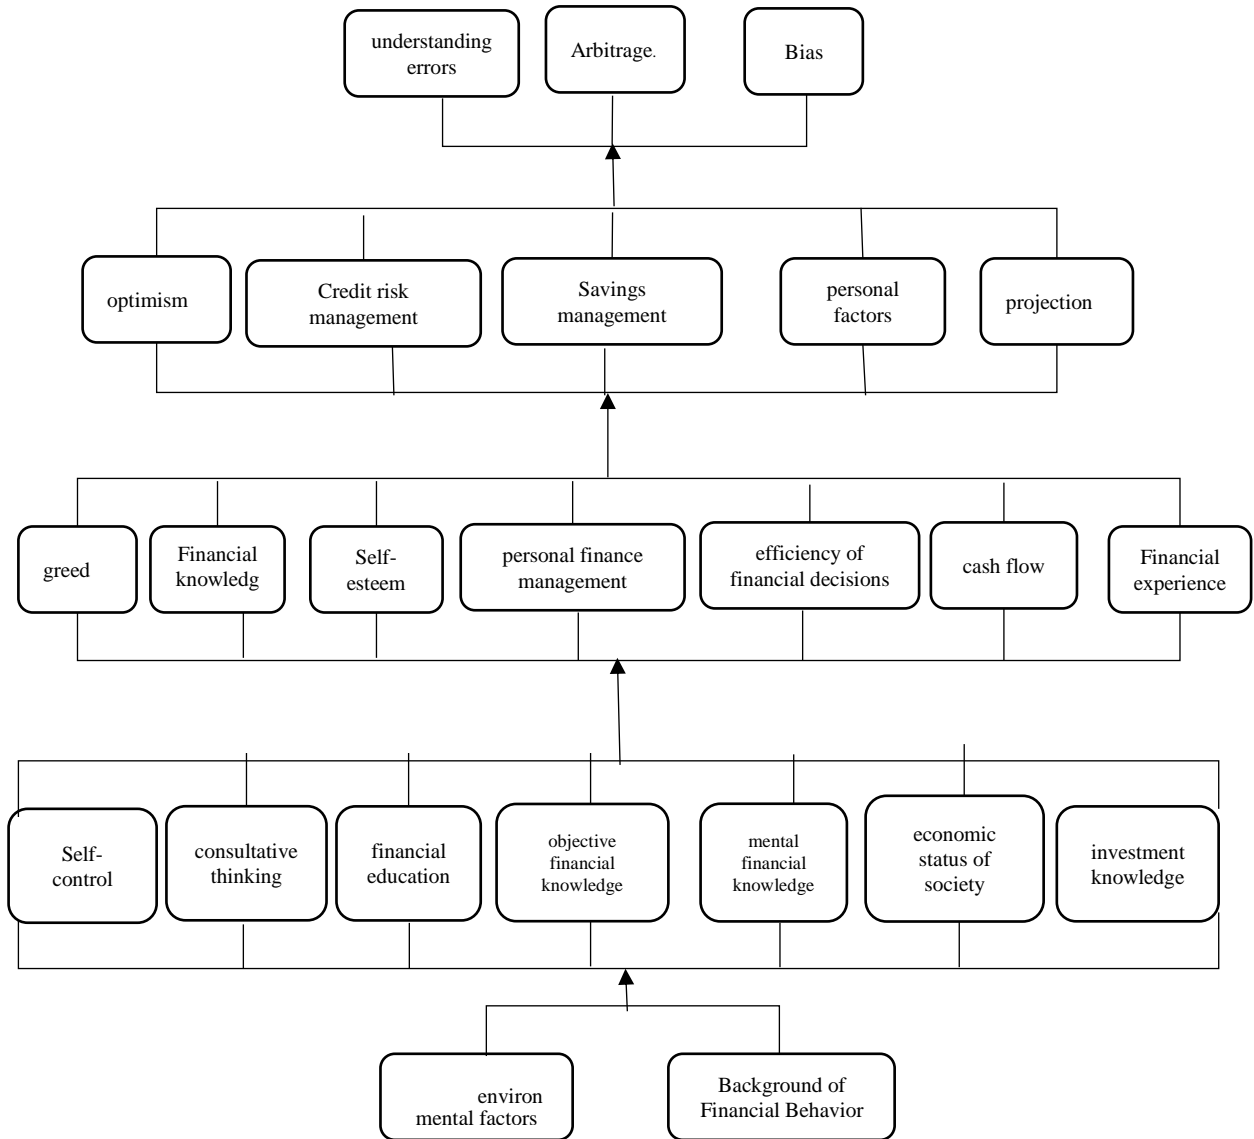 understanding
errors
Arbitrage.
Bias
optimism
Credit risk
management
Savings
management
personal
factors
projection
greed
Financial
knowledg
Self-
esteem
personal finance
management
efficiency of
financial decisions
cash flow
Financial
experience
Self-
control
consultative
thinking
financial
education
objective
financial
knowledge
mental
financial
knowledge
economic
status of
society
investment
knowledge
environ
mental factors
Background of
Financial Behavior